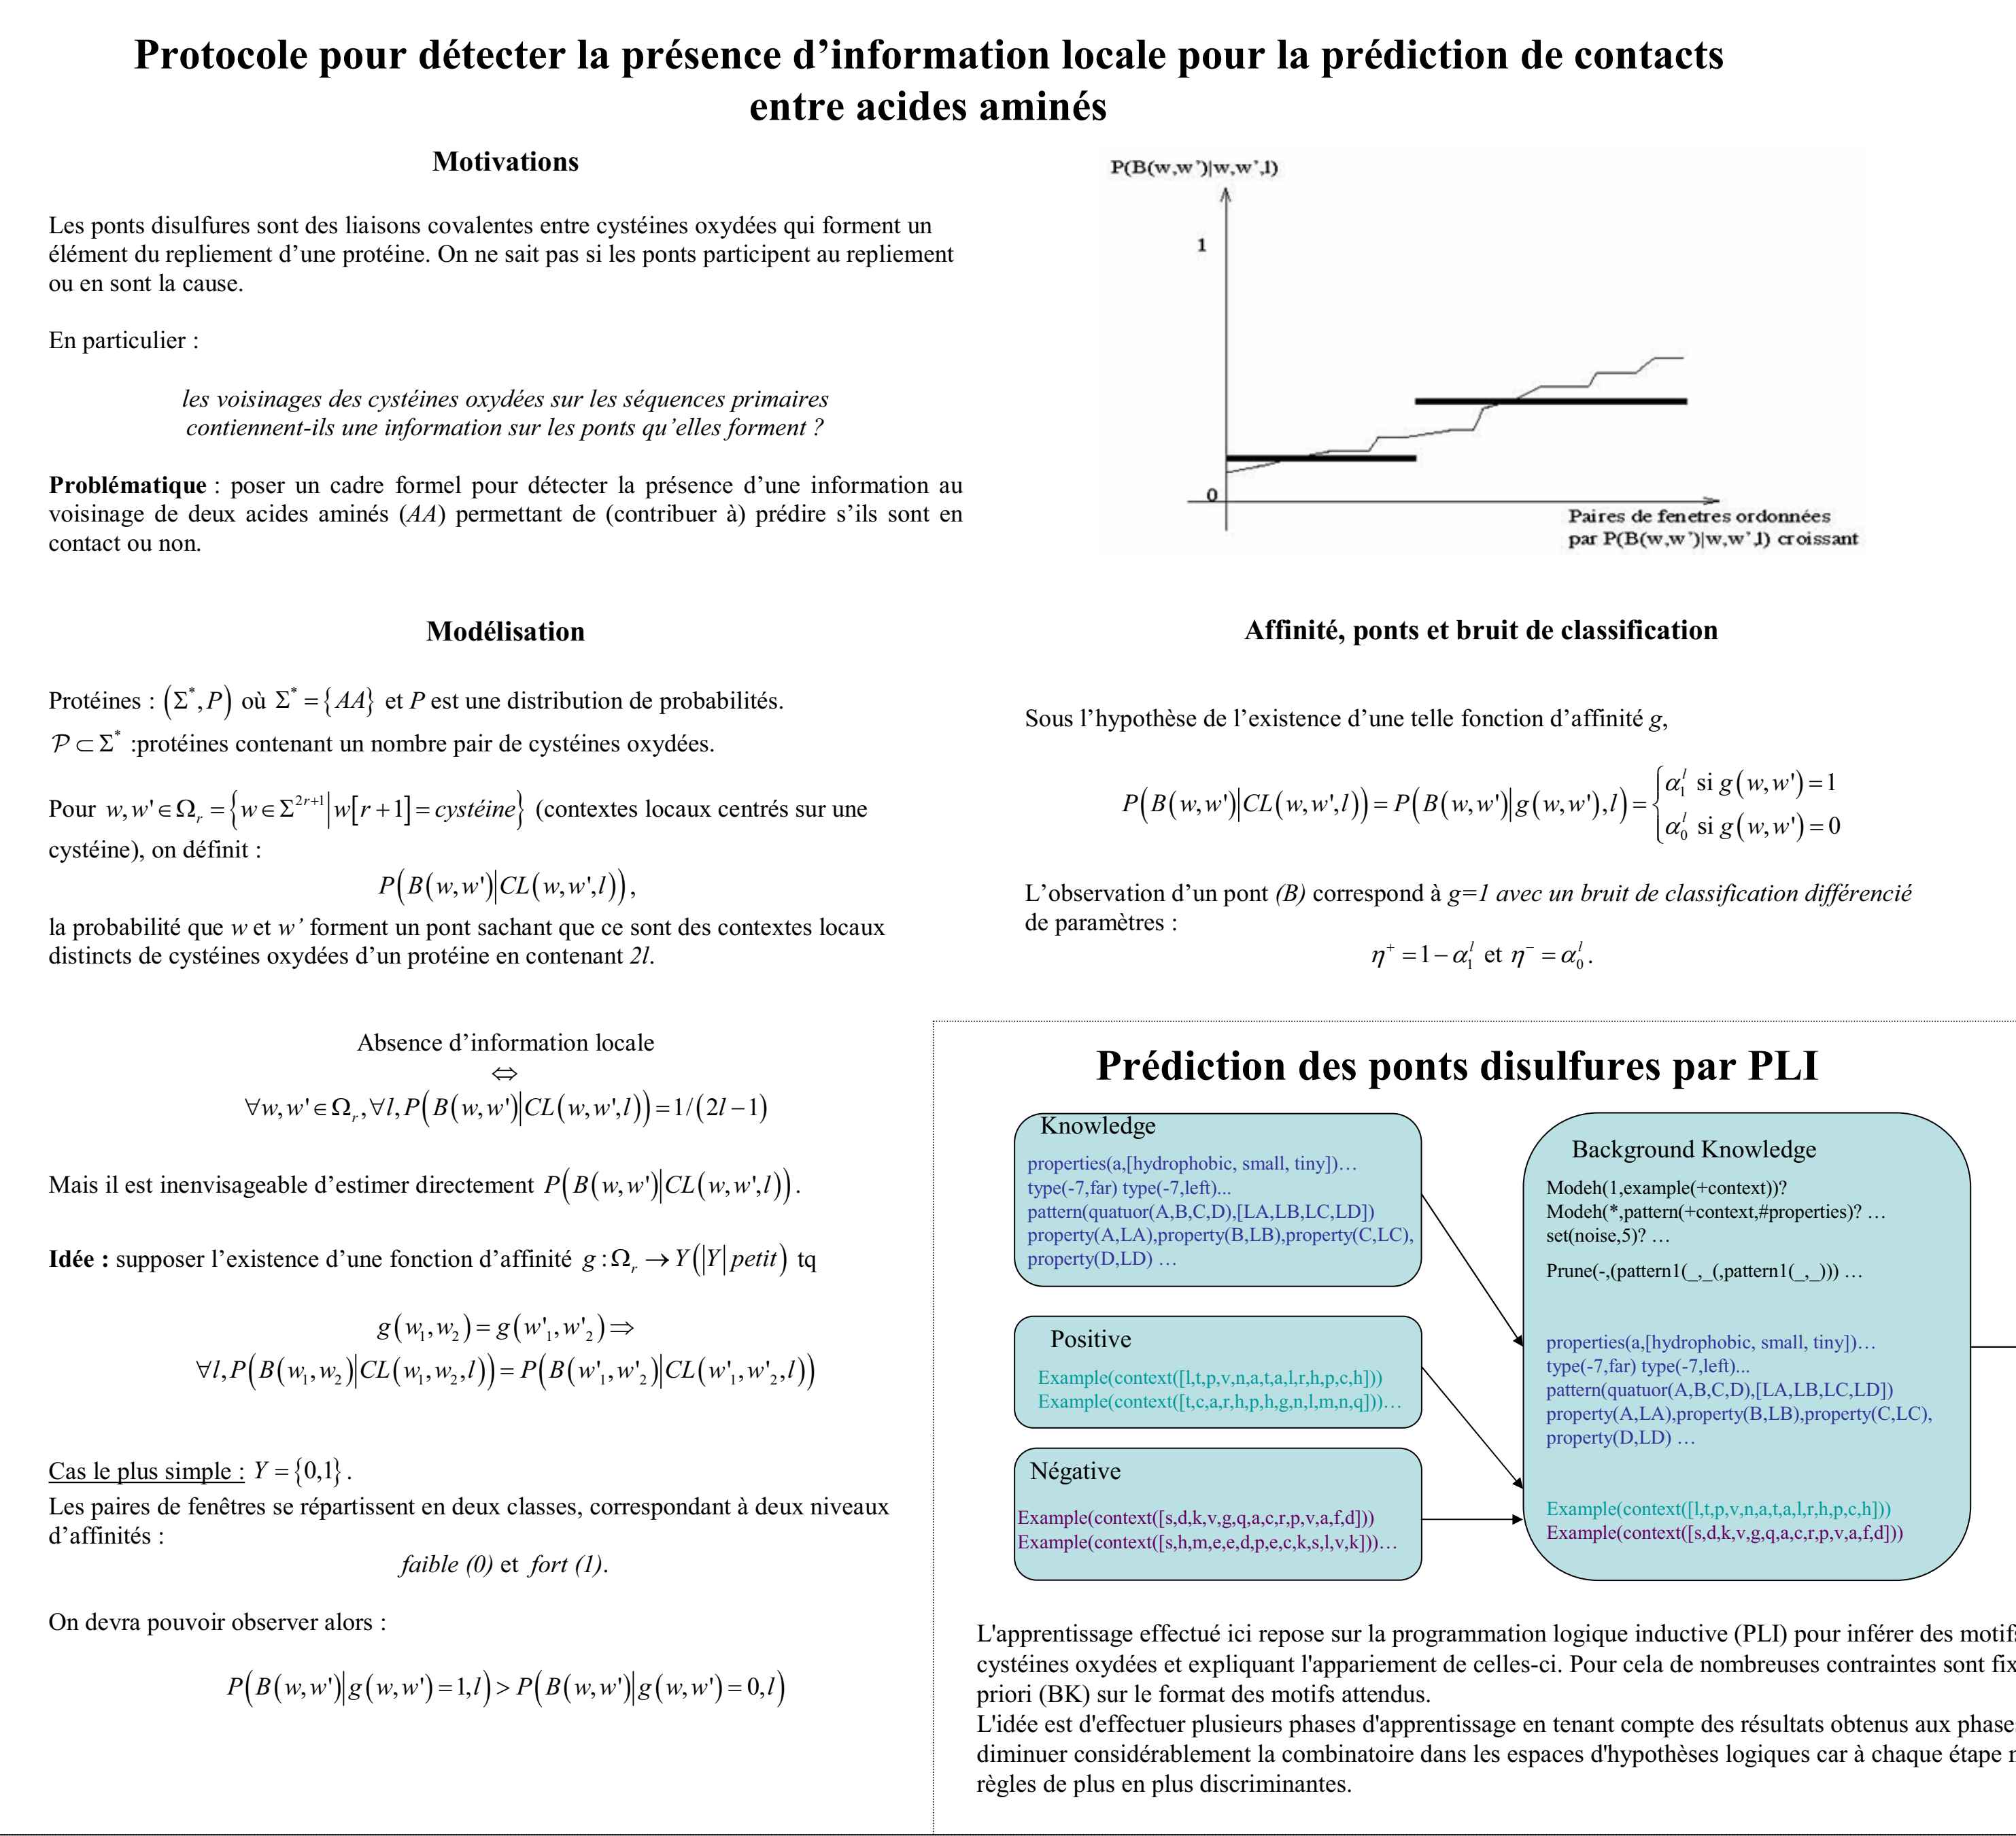 Protocole pour détecter la présence d’information locale pour la prédiction de contacts
entre acides aminés
Motivations
Les ponts disulfures sont des liaisons covalentes entre cystéines oxydées qui forment un
élément du repliement d’une protéine. On ne sait pas si les ponts participent au repliement
ou en sont la cause.
En particulier :
les voisinages des cystéines oxydées sur les séquences primaires
contiennent-ils une information sur les ponts qu’elles forment ?
Problématique : poser un cadre formel pour détecter la présence d’une information au
voisinage de deux acides aminés (AA) permettant de (contribuer à) prédire s’ils sont en
contact ou non.
Modélisation
Protéines : (Σ*, P) où Σ* = {AA} et P est une distribution de probabilités.
𝒫 ⊂ Σ* :protéines contenant un nombre pair de cystéines oxydées.
Pour w, w' ∈ Ω_r = {w ∈ Σ^{2r+1} | w[r+1] = cystéine} (contextes locaux centrés sur une
cystéine), on définit :
P(B(w, w')|CL(w, w', l)),
la probabilité que w et w’ forment un pont sachant que ce sont des contextes locaux
distincts de cystéines oxydées d’un protéine en contenant 2l.
Absence d’information locale
⇔
∀w, w' ∈ Ω_r, ∀l, P(B(w, w')|CL(w, w', l)) = 1/(2l −1)
Mais il est inenvisageable d’estimer directement P(B(w, w')|CL(w, w', l)).
Idée : supposer l’existence d’une fonction d’affinité g : Ω_r → Y (|Y| petit) tq
g(w₁, w₂) = g(w'₁, w'₂) ⇒
∀l, P(B(w₁, w₂)|CL(w₁, w₂, l)) = P(B(w'₁, w'₂)|CL(w'₁, w'₂, l))
Cas le plus simple : Y = {0,1}.
Les paires de fenêtres se répartissent en deux classes, correspondant à deux niveaux
d’affinités :
faible (0) et fort (1).
On devra pouvoir observer alors :
P(B(w, w')|g(w, w') = 1, l) > P(B(w, w')|g(w, w') = 0, l)
P(B(w,w’)|w,w’,l)
1
0
Paires de fenetres ordonnées
par P(B(w,w’)|w,w’,l) croissant
Affinité, ponts et bruit de classification
Sous l’hypothèse de l’existence d’une telle fonction d’affinité g,
P(B(w, w')|CL(w, w', l)) = P(B(w, w')|g(w, w'), l) = { α₁^l si g(w, w') = 1
α₀^l si g(w, w') = 0
L’observation d’un pont (B) correspond à g=1 avec un bruit de classification différencié
de paramètres :
η⁺ = 1 − α₁^l et η⁻ = α₀^l.
Prédiction des ponts disulfures par PLI
Knowledge
properties(a,[hydrophobic, small, tiny])…
type(-7,far) type(-7,left)...
pattern(quatuor(A,B,C,D),[LA,LB,LC,LD])
property(A,LA),property(B,LB),property(C,LC),
property(D,LD) …
Positive
Example(context([l,t,p,v,n,a,t,a,l,r,h,p,c,h]))
Example(context([t,c,a,r,h,p,h,g,n,l,m,n,q]))…
Négative
Example(context([s,d,k,v,g,q,a,c,r,p,v,a,f,d]))
Example(context([s,h,m,e,e,d,p,e,c,k,s,l,v,k]))…
Background Knowledge
Modeh(1,example(+context))?
Modeh(*,pattern(+context,#properties)? …
set(noise,5)? …
Prune(-,(pattern1(_,_(,pattern1(_,_))) …
properties(a,[hydrophobic, small, tiny])…
type(-7,far) type(-7,left)...
pattern(quatuor(A,B,C,D),[LA,LB,LC,LD])
property(A,LA),property(B,LB),property(C,LC),
property(D,LD) …
Example(context([l,t,p,v,n,a,t,a,l,r,h,p,c,h]))
Example(context([s,d,k,v,g,q,a,c,r,p,v,a,f,d]))
L'apprentissage effectué ici repose sur la programmation logique inductive (PLI) pour inférer des motifs
cystéines oxydées et expliquant l'appariement de celles-ci. Pour cela de nombreuses contraintes sont fix
priori (BK) sur le format des motifs attendus.
L'idée est d'effectuer plusieurs phases d'apprentissage en tenant compte des résultats obtenus aux phase
diminuer considérablement la combinatoire dans les espaces d'hypothèses logiques car à chaque étape
règles de plus en plus discriminantes.